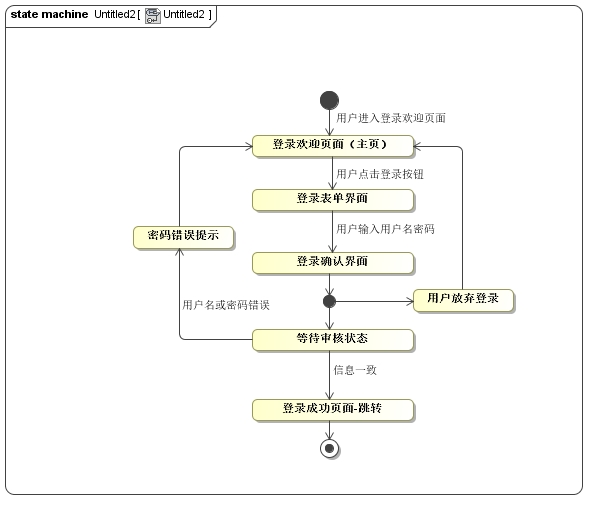 state machine Untitled2 [ Untitled2 ]
用户进入登录欢迎页面
登录欢迎页面（主页）
用户点击登录按钮
登录表单界面
用户输入用户名密码
密码错误提示
登录确认界面
用户放弃登录
用户名或密码错误
等待审核状态
信息一致
登录成功页面-跳转